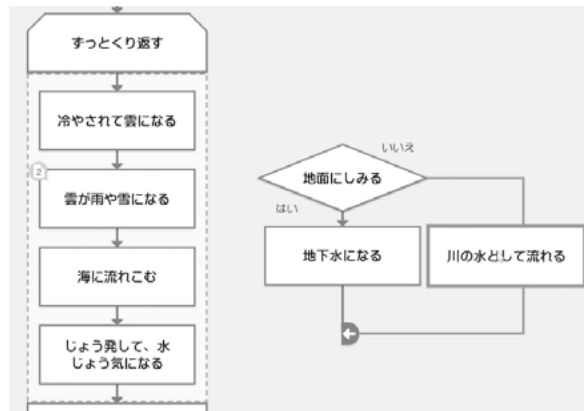 ずっとくり返す
冷やされて雲になる
2
雲が雨や雪になる
海に流れこむ
じょう発して、水
じょう気になる
いいえ
地面にしみる
はい
地下水になる
川の水として流れる